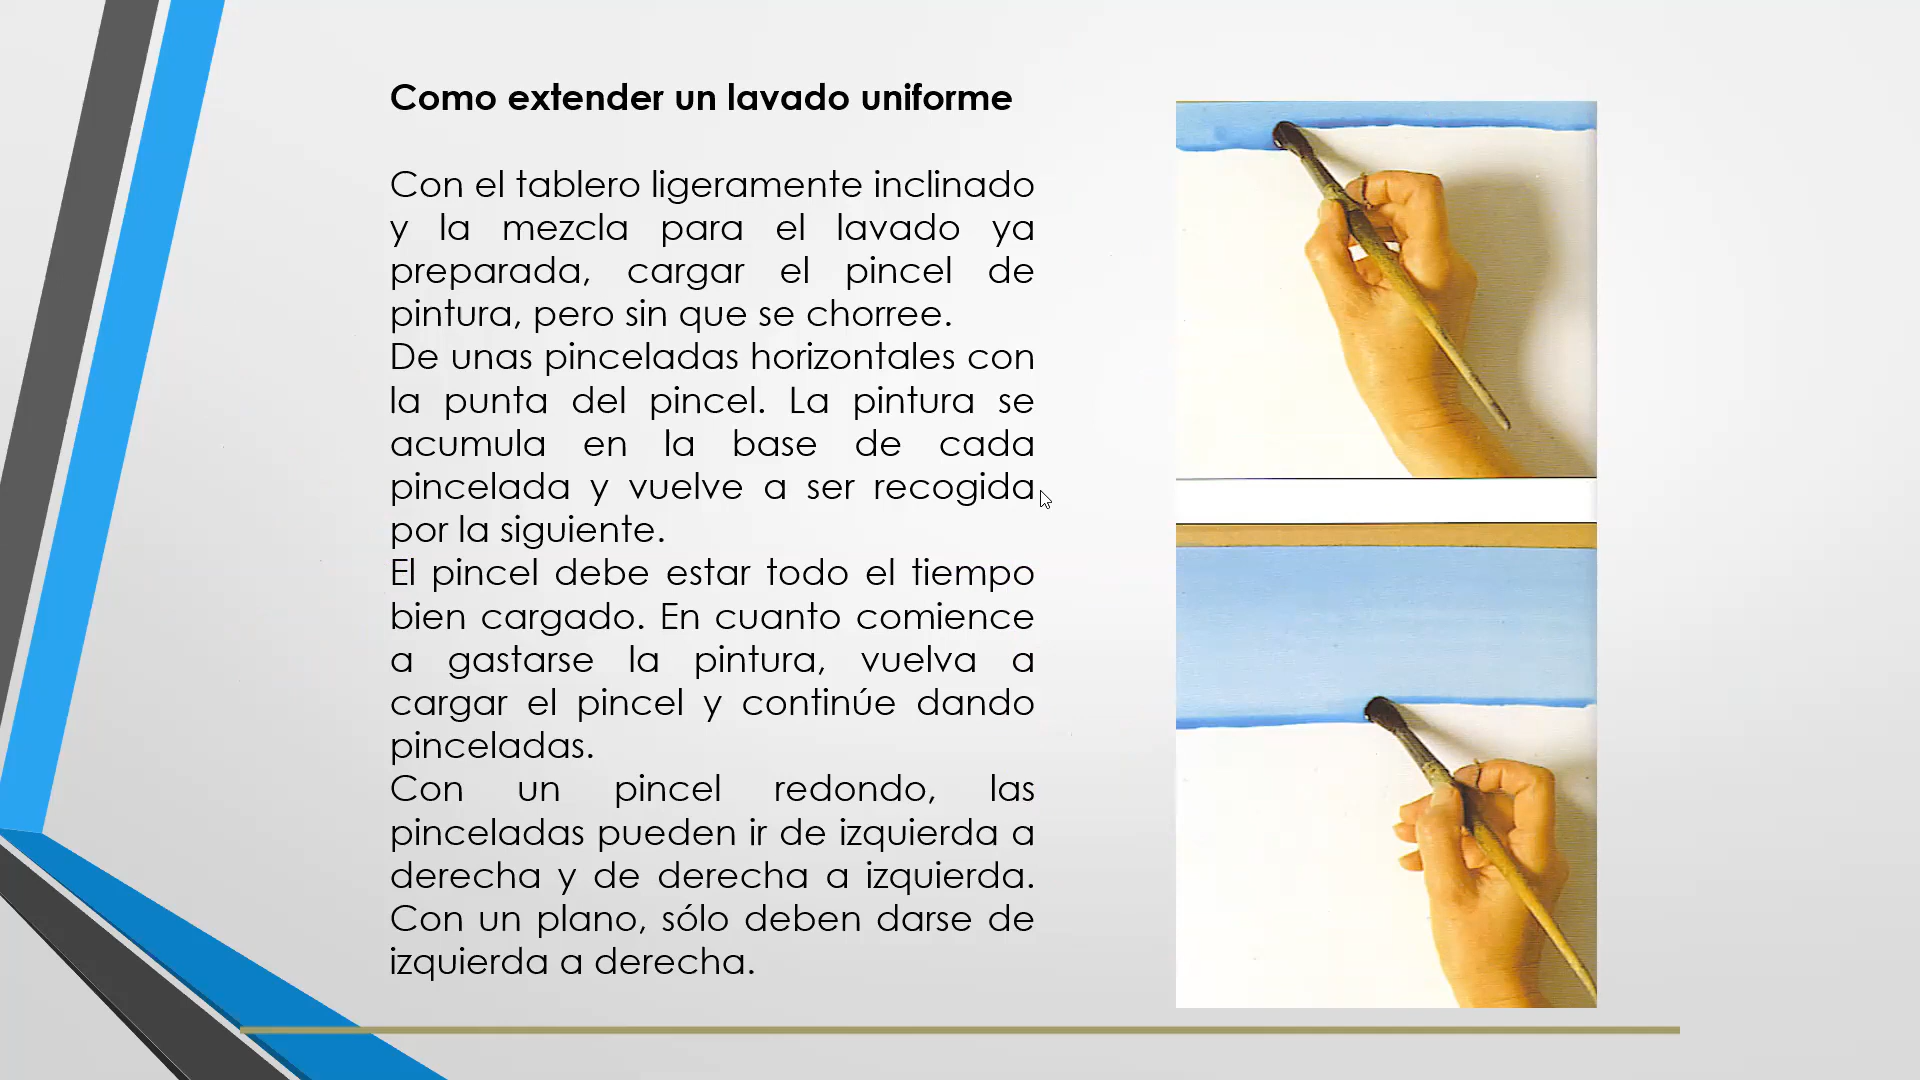 Como extender un lavado uniforme
Con el tablero ligeramente inclinado
y la mezcla para el lavado ya
preparada, cargar el pincel de
pintura, pero sin que se chorree.
De unas pinceladas horizontales con
la punta del pincel. La pintura se
acumula en la base de cada
pincelada y vuelve a ser recogida
por la siguiente.
El pincel debe estar todo el tiempo
bien cargado. En cuanto comience
a gastarse la pintura, vuelva a
cargar el pincel y continúe dando
pinceladas.
Con un pincel redondo, las
pinceladas pueden ir de izquierda a
derecha y de derecha a izquierda.
Con un plano, sólo deben darse de
izquierda a derecha.